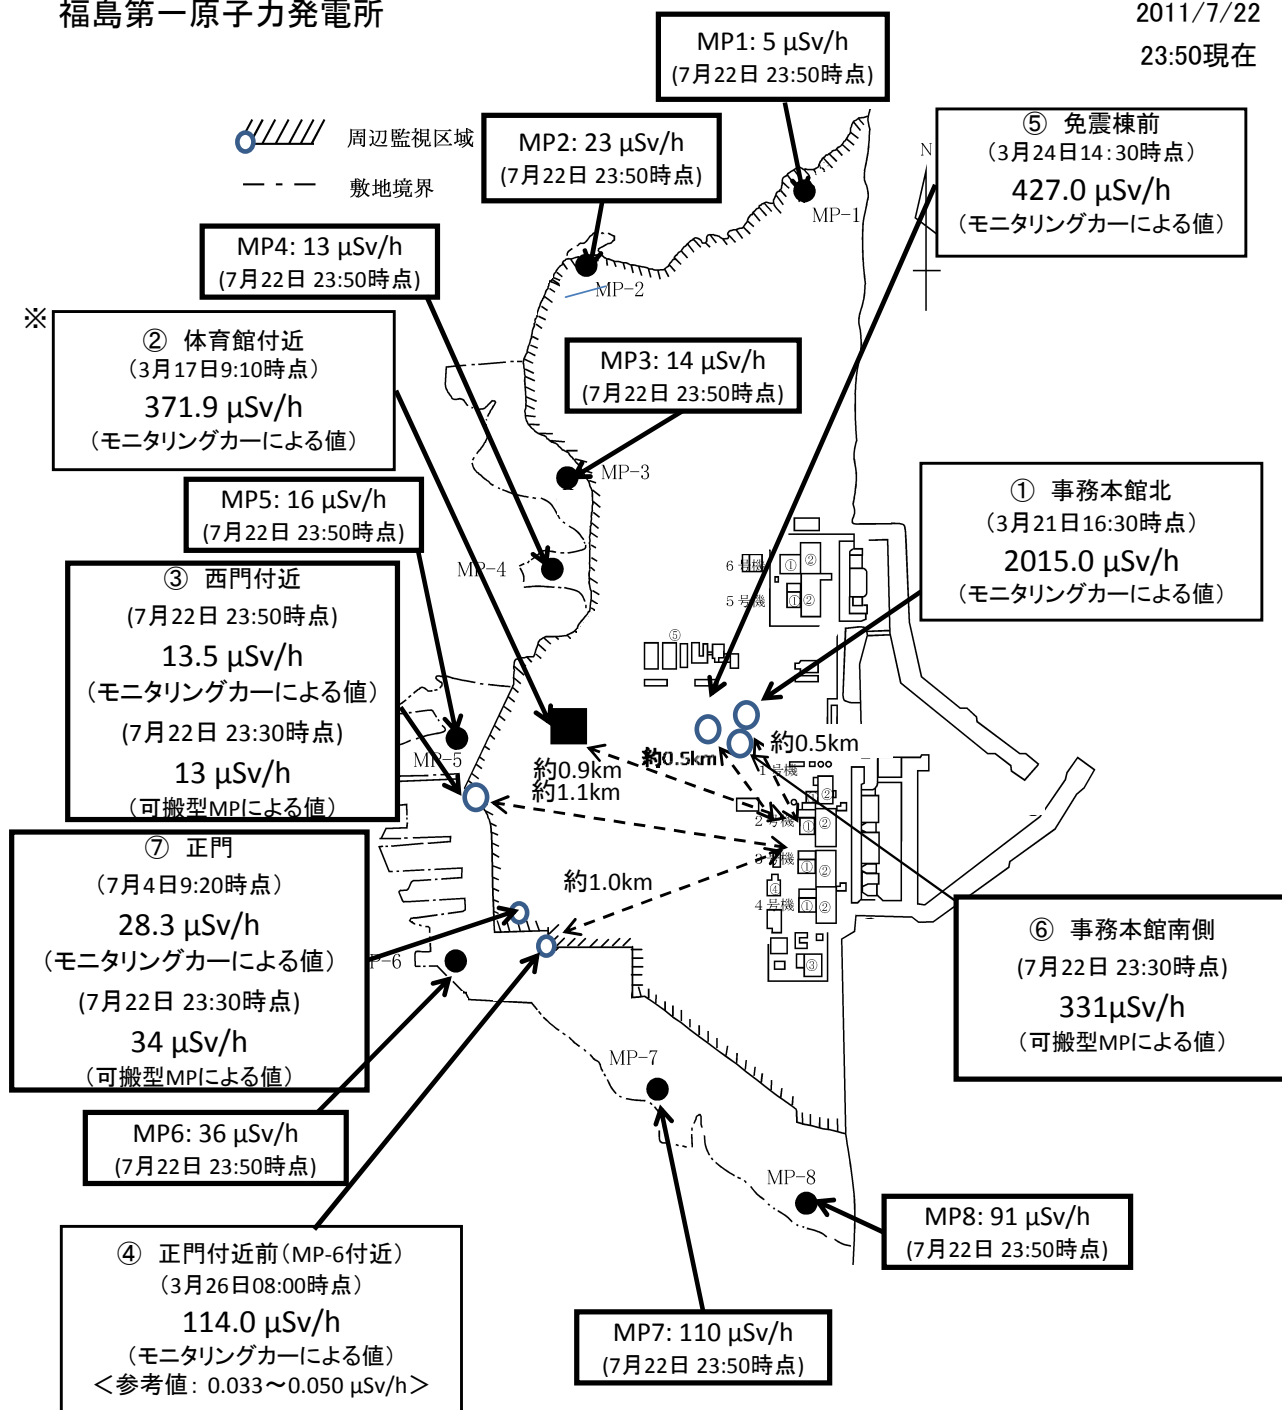 福島第一原子力発電所
2011/7/22
23:50現在
周辺監視区域
敷地境界
MP1: 5 μSv/h
(7月22日 23:50時点)
MP2: 23 μSv/h
(7月22日 23:50時点)
⑤ 免震棟前
(3月24日14:30時点)
427.0 μSv/h
(モニタリングカーによる値)
N
MP-1
MP-2
MP4: 13 μSv/h
(7月22日 23:50時点)
※
② 体育館付近
(3月17日9:10時点)
371.9 μSv/h
(モニタリングカーによる値)
MP3: 14 μSv/h
(7月22日 23:50時点)
MP-3
MP5: 16 μSv/h
(7月22日 23:50時点)
① 事務本館北
(3月21日16:30時点)
2015.0 μSv/h
(モニタリングカーによる値)
MP-4
③ 西門付近
(7月22日 23:50時点)
13.5 μSv/h
(モニタリングカーによる値)
(7月22日 23:30時点)
13 μSv/h
(可搬型MPによる値)
6号機
①
②
5号機
①
②
⑤
MP-5
約0.9km
約1.1km
約0.5km
約0.5km
1号機
②
2号機
①
②
3号機
①
②
④
4号機
①
②
③
約1.0km
⑦ 正門
(7月4日9:20時点)
28.3 μSv/h
(モニタリングカーによる値)
(7月22日 23:30時点)
34 μSv/h
(可搬型MPによる値)
P-6
⑥ 事務本館南側
(7月22日 23:30時点)
331μSv/h
(可搬型MPによる値)
MP-7
MP6: 36 μSv/h
(7月22日 23:50時点)
MP-8
MP8: 91 μSv/h
(7月22日 23:50時点)
④ 正門付近前(MP-6付近)
(3月26日08:00時点)
114.0 μSv/h
(モニタリングカーによる値)
<参考値: 0.033~0.050 μSv/h>
MP7: 110 μSv/h
(7月22日 23:50時点)